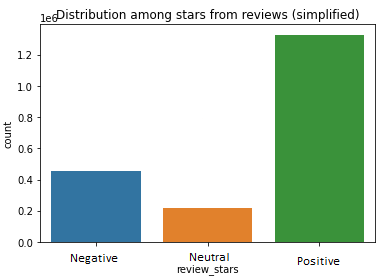 Distribution among stars from reviews (simplified)
1e6
1.2
1.0
0.8
0.6
0.4
0.2
0.0
count
Negative
Neutral
Positive
review_stars